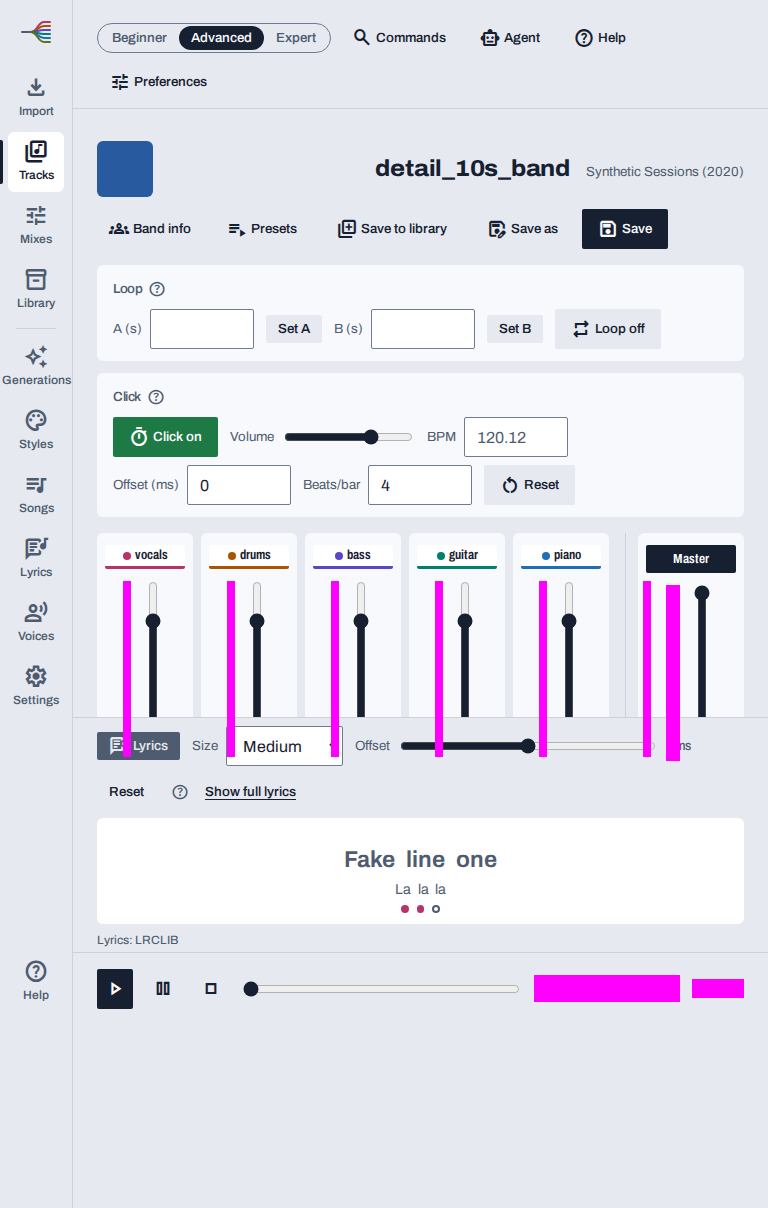 Beginner Advanced Expert Commands Agent Help
Preferences
Import
Tracks
Mixes
Library
Generations
Styles
Songs
Lyrics
Voices
Settings
Help
detail_10s_band Synthetic Sessions (2020)
Band info Presets Save to library Save as Save
Loop
A (s) Set A B (s) Set B Loop off
Click
Click on Volume BPM 120.12
Offset (ms) 0 Beats/bar 4 Reset
vocals drums bass guitar piano Master
Lyrics Size Medium Offset
Reset Show full lyrics
Fake line one
La la la
Lyrics: LRCLIB